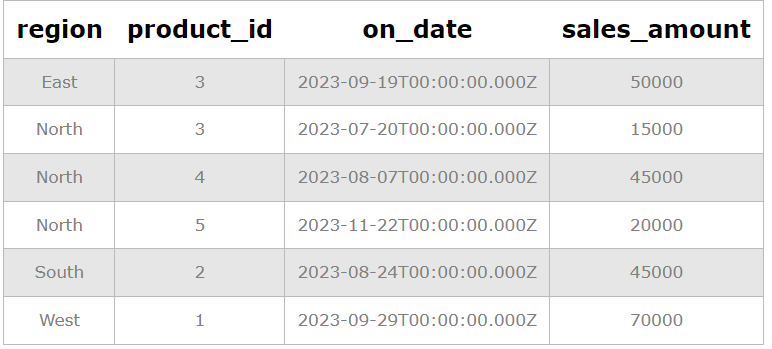 region product_id on_date sales_amount
East 3 2023-09-19T00:00:00.000Z 50000
North 3 2023-07-20T00:00:00.000Z 15000
North 4 2023-08-07T00:00:00.000Z 45000
North 5 2023-11-22T00:00:00.000Z 20000
South 2 2023-08-24T00:00:00.000Z 45000
West 1 2023-09-29T00:00:00.000Z 70000